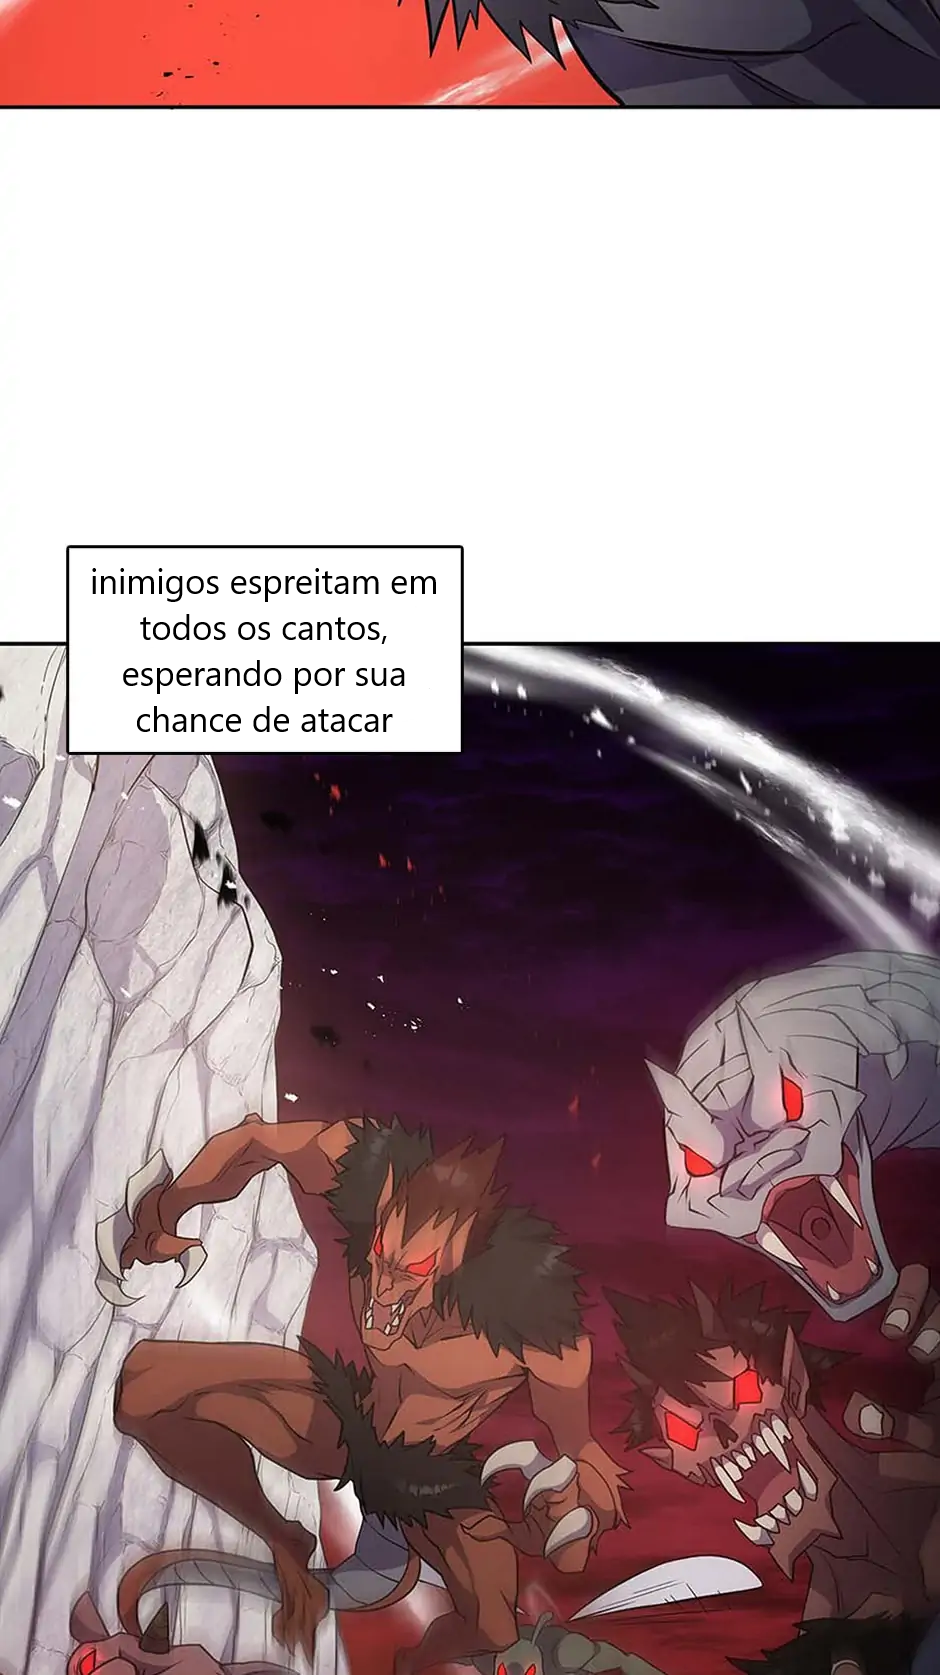 inimigos espreitam em
todos os cantos,
esperando por sua
chance de atacar